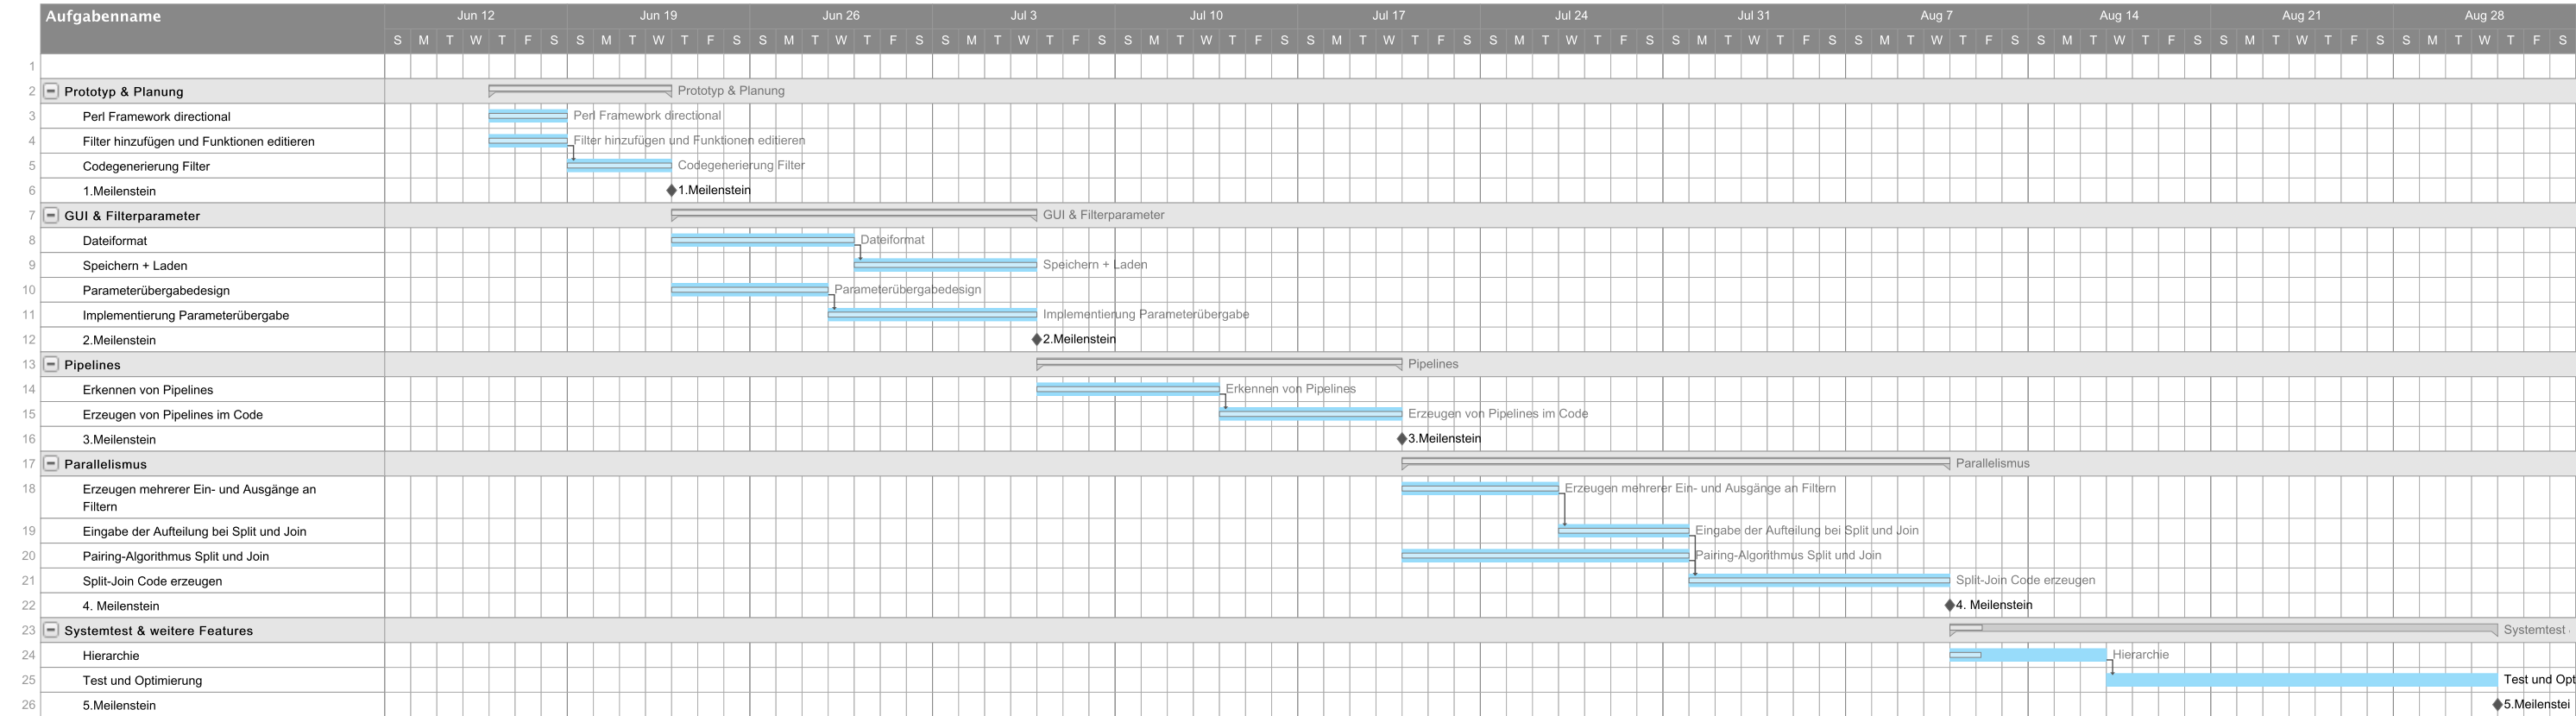 Aufgabenname
Jun 12 Jun 19 Jun 26 Jul 3 Jul 10 Jul 17 Jul 24 Jul 31 Aug 7 Aug 14 Aug 21 Aug 28
S M T W T F S S M T W T F S S M T W T F S S M T W T F S S M T W T F S S M T W T F S S M T W T F S S M T W T F S S M T W T F S S M T W T F S S M T W T F S S M T W T F S
1
2 Prototyp & Planung Prototyp & Planung
3 Perl Framework directional Perl Framework directional
4 Filter hinzufügen und Funktionen editieren Filter hinzufügen und Funktionen editieren
5 Codegenerierung Filter Codegenerierung Filter
6 1.Meilenstein 1.Meilenstein
7 GUI & Filterparameter GUI & Filterparameter
8 Dateiformat Dateiformat
9 Speichern + Laden Speichern + Laden
10 Parameterübergabedesign Parameterübergabedesign
11 Implementierung Parameterübergabe Implementierung Parameterübergabe
12 2.Meilenstein 2.Meilenstein
13 Pipelines Pipelines
14 Erkennen von Pipelines Erkennen von Pipelines
15 Erzeugen von Pipelines im Code Erzeugen von Pipelines im Code
16 3.Meilenstein 3.Meilenstein
17 Parallelismus Parallelismus
18 Erzeugen mehrerer Ein- und Ausgänge an Erzeugen mehrerer Ein- und Ausgänge an Filtern
Filtern
19 Eingabe der Aufteilung bei Split und Join Eingabe der Aufteilung bei Split und Join
20 Pairing-Algorithmus Split und Join Pairing-Algorithmus Split und Join
21 Split-Join Code erzeugen Split-Join Code erzeugen
22 4. Meilenstein 4. Meilenstein
23 Systemtest & weitere Features Systemtest
24 Hierarchie Hierarchie
25 Test und Optimierung Test und Opt
26 5.Meilenstein 5.Meilenstei